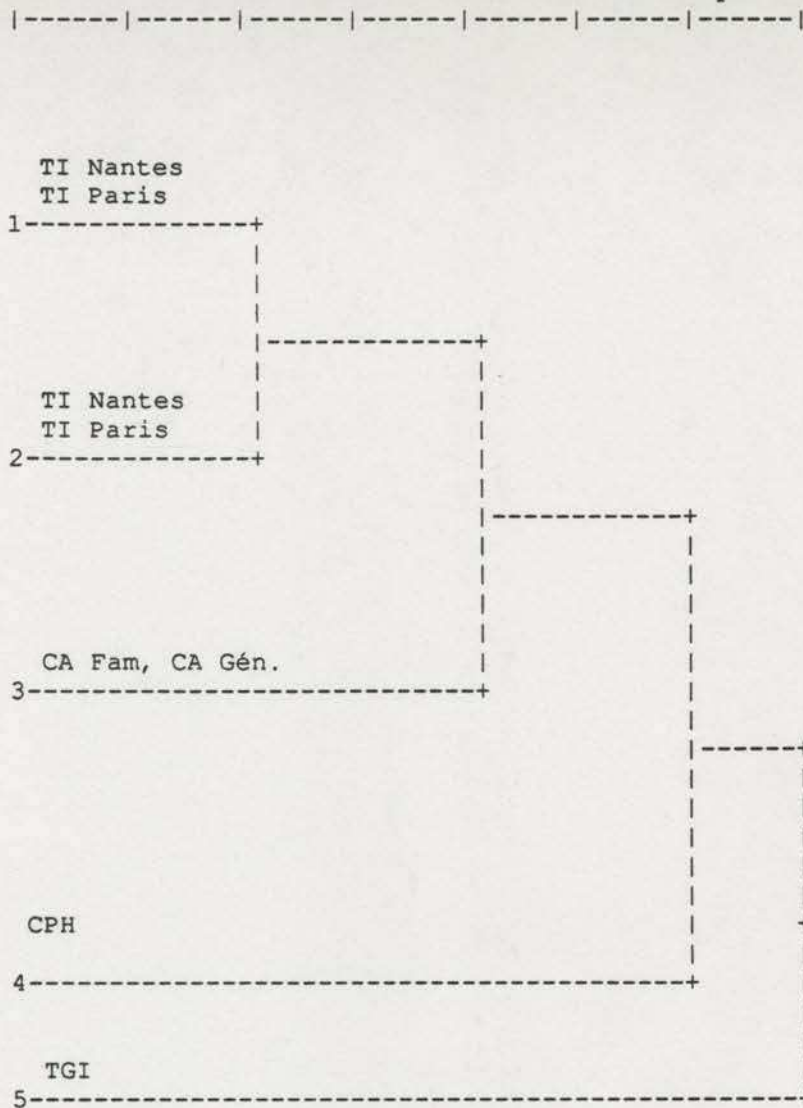 TI Nantes
TI Paris
1
TI Nantes
TI Paris
2
CA Fam, CA Gén.
3
CPH
4
TGI
5